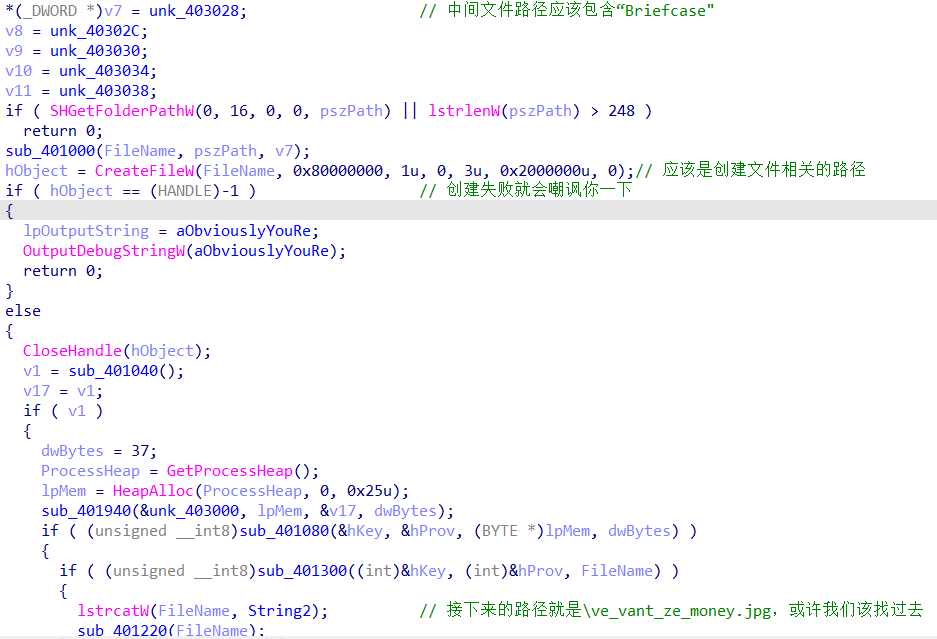 *(_DWORD *)v7 = unk_403028; // 中间文件路径应该包含“Briefcase"
v8 = unk_40302C;
v9 = unk_403030;
v10 = unk_403034;
v11 = unk_403038;
if ( SHGetFolderPathW(0, 16, 0, 0, pszPath) || lstrlenW(pszPath) > 248 )
return 0;
sub_401000(FileName, pszPath, v7);
hObject = CreateFileW(FileName, 0x80000000, 1u, 0, 3u, 0x2000000u, 0);// 应该是创建文件相关的路径
if ( hObject == (HANDLE)-1 ) // 创建失败就会嘲讽你一下
{
lpOutputString = aObviouslyYouRe;
OutputDebugStringW(aObviouslyYouRe);
return 0;
}
else
{
CloseHandle(hObject);
v1 = sub_401040();
v17 = v1;
if ( v1 )
{
dwBytes = 37;
ProcessHeap = GetProcessHeap();
lpMem = HeapAlloc(ProcessHeap, 0, 0x25u);
sub_401940(&unk_403000, lpMem, &v17, dwBytes);
if ( (unsigned __int8)sub_401080(&hKey, &hProv, (BYTE *)lpMem, dwBytes) )
{
if ( (unsigned __int8)sub_401300((int)&hKey, (int)&hProv, FileName) )
{
lstrcatW(FileName, String2); // 接下来的路径就是\ve_vant_ze_money.jpg，或许我们该找过去
sub_401220(FileName);